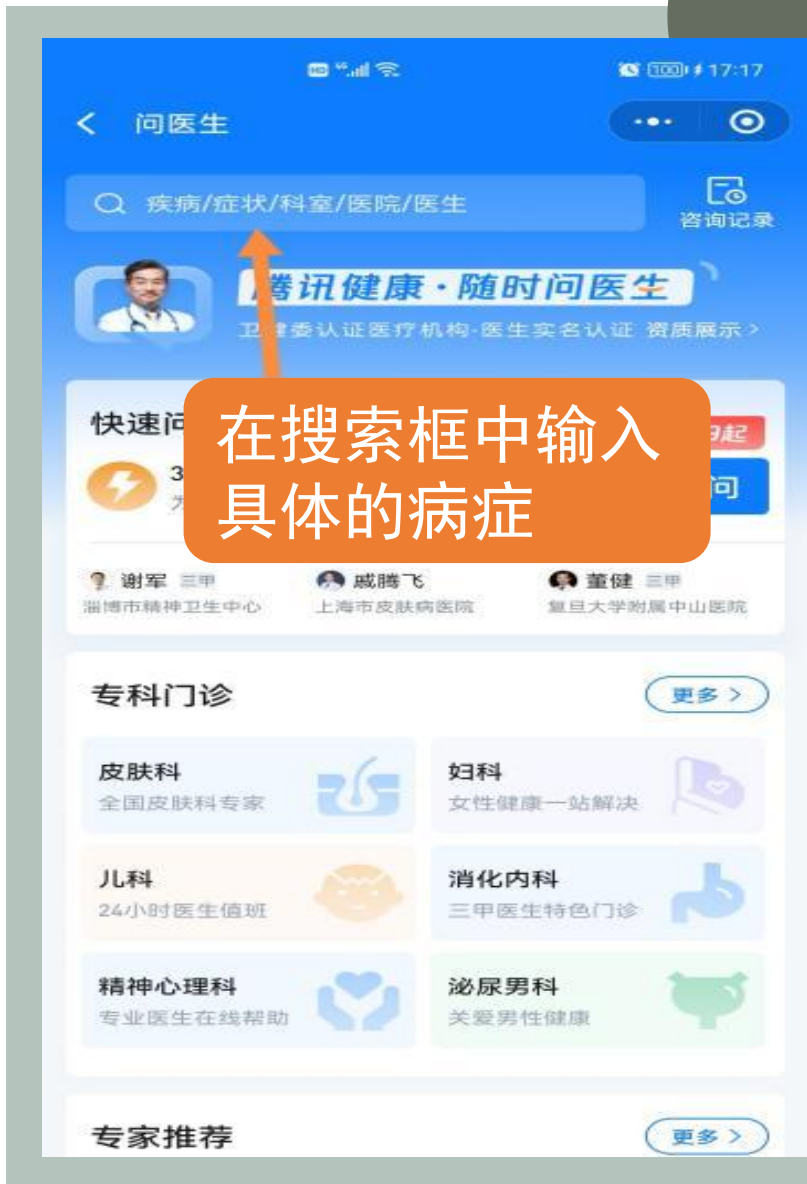 HD 5G 100 17:17
问医生
疾病/症状/科室/医院/医生
咨询记录
腾讯健康·随时问医生
卫健委认证医疗机构·医生实名认证 资质展示>
快速问
起
在搜索框中输入
具体的病症
3
问
谢军 三甲 戚腾飞 董健 三甲
淄博市精神卫生中心 上海市皮肤病医院 复旦大学附属中山医院
专科门诊 更多>
皮肤科 妇科
全国皮肤科专家 女性健康一站解决
儿科 消化内科
24小时医生值班 三甲医生特色门诊
精神心理科 泌尿男科
专业医生在线帮助 关爱男性健康
专家推荐 更多>